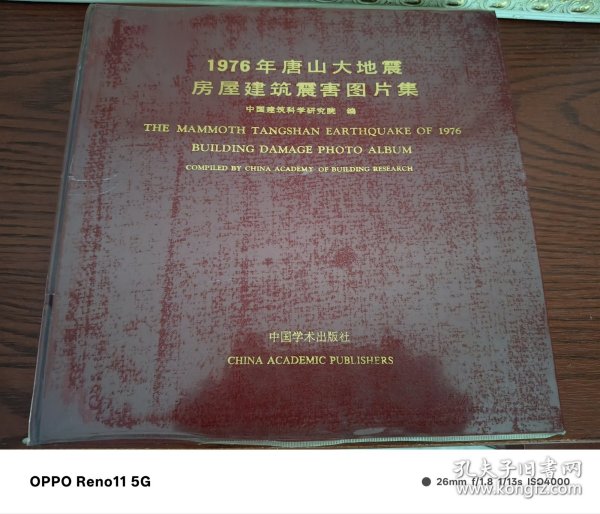 1976年唐山大地震
房屋建筑震害图片集
中国建筑科学研究院 编
THE MAMMOTH TANGSHAN EARTHQUAKE OF 1976
BUILDING DAMAGE PHOTO ALBUM
COMPILED BY CHINA ACADEMY OF BUILDING RESEARCH
中国学术出版社
CHINA ACADEMIC PUBLISHERS
OPPO Reno11 5G
26mm f/1.8 1/13s ISO4000
孔夫子旧书网
www.kongfz.com